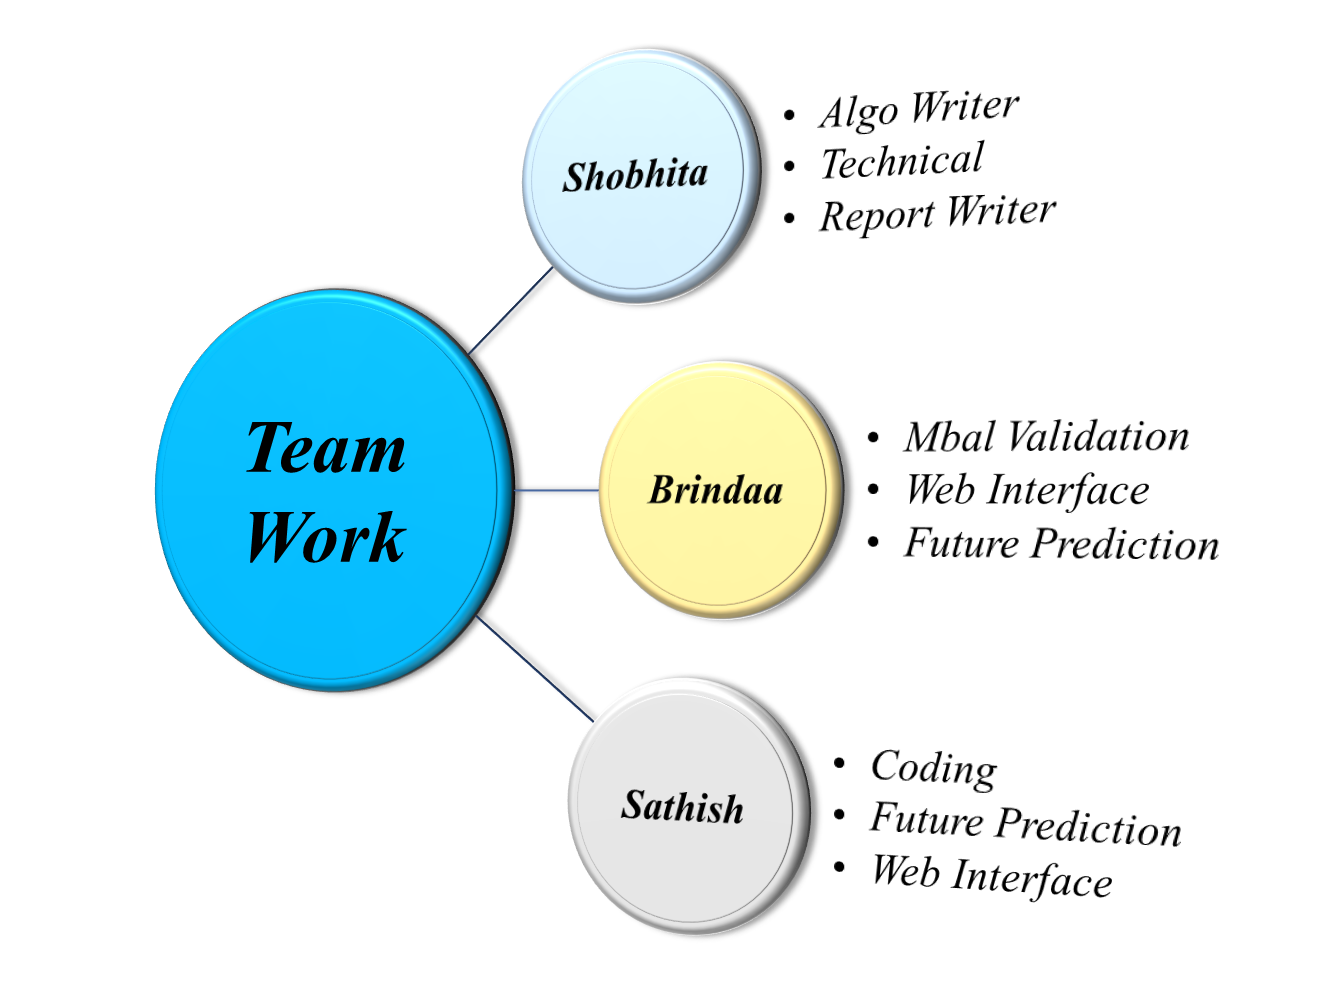 Team
Work
Shobhita
• Algo Writer
• Technical
• Report Writer
Brindaa
• Mbal Validation
• Web Interface
• Future Prediction
Sathish
• Coding
• Future Prediction
• Web Interface